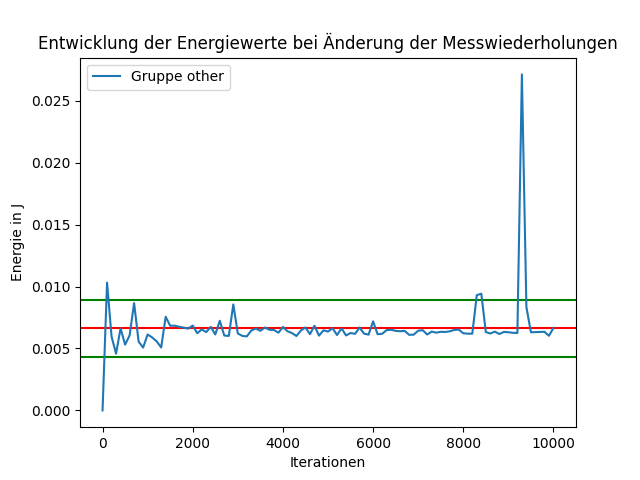 Entwicklung der Energiewerte bei Änderung der Messwiederholungen
Gruppe other
Energie in J
0.025
0.020
0.015
0.010
0.005
0.000
0 2000 4000 6000 8000 10000
Iterationen